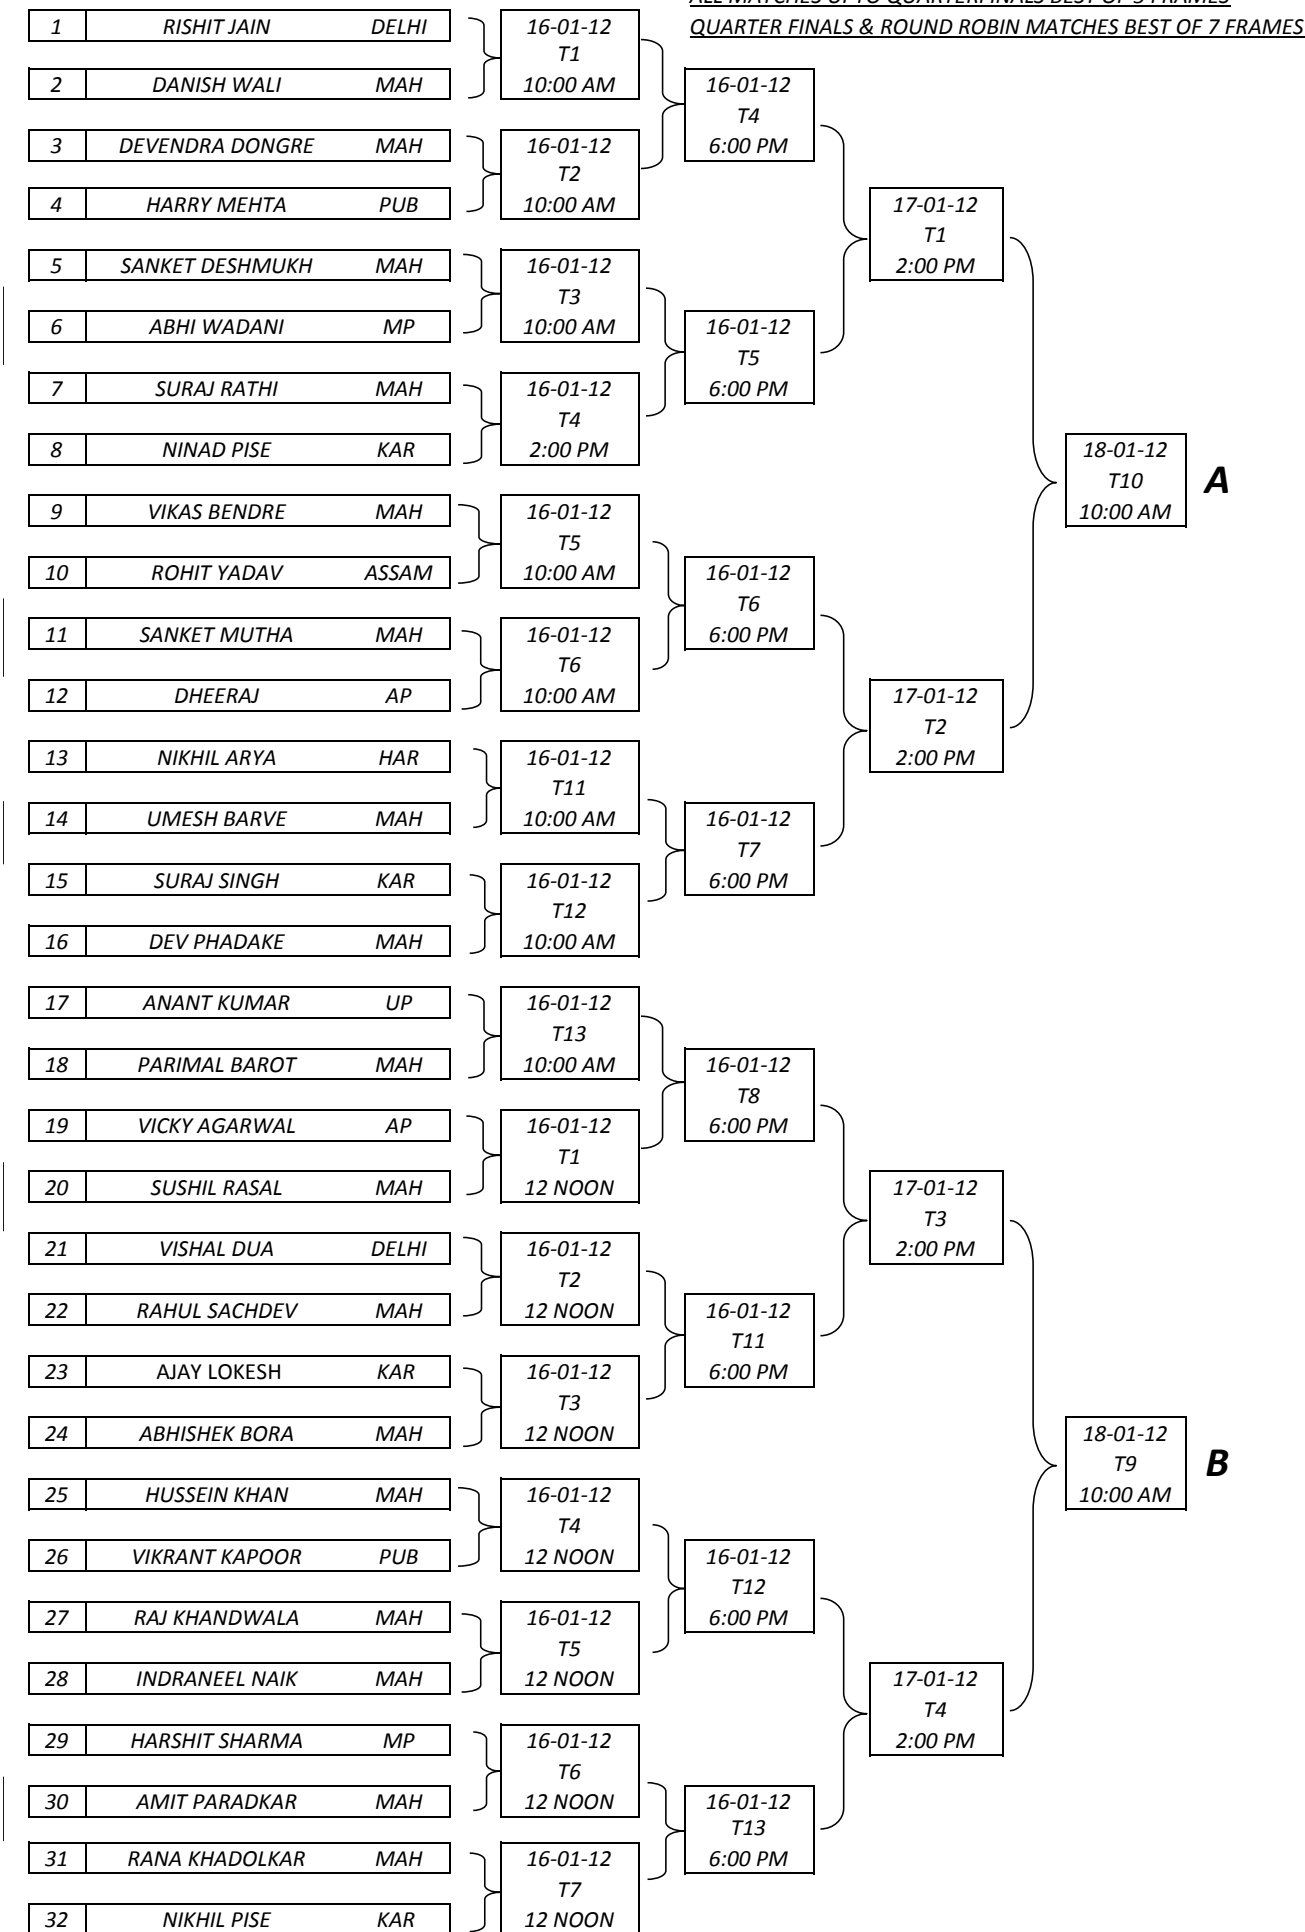 ALL MATCHES UPTO QUARTERFINALS BEST OF 5 FRAMES
QUARTER FINALS & ROUND ROBIN MATCHES BEST OF 7 FRAMES
1 RISHIT JAIN DELHI
2 DANISH WALI MAH
16-01-12
T1
10:00 AM
3 DEVENDRA DONGRE MAH
4 HARRY MEHTA PUB
16-01-12
T2
10:00 AM
16-01-12
T4
6:00 PM
5 SANKET DESHMUKH MAH
6 ABHI WADANI MP
16-01-12
T3
10:00 AM
7 SURAJ RATHI MAH
8 NINAD PISE KAR
16-01-12
T4
2:00 PM
16-01-12
T5
6:00 PM
17-01-12
T1
2:00 PM
9 VIKAS BENDRE MAH
10 ROHIT YADAV ASSAM
16-01-12
T5
10:00 AM
11 SANKET MUTHA MAH
12 DHEERAJ AP
16-01-12
T6
10:00 AM
16-01-12
T6
6:00 PM
13 NIKHIL ARYA HAR
14 UMESH BARVE MAH
16-01-12
T11
10:00 AM
15 SURAJ SINGH KAR
16 DEV PHADAKE MAH
16-01-12
T12
10:00 AM
16-01-12
T7
6:00 PM
17-01-12
T2
2:00 PM
18-01-12
T10
10:00 AM
A
17 ANANT KUMAR UP
18 PARIMAL BAROT MAH
16-01-12
T13
10:00 AM
19 VICKY AGARWAL AP
20 SUSHIL RASAL MAH
16-01-12
T1
12 NOON
16-01-12
T8
6:00 PM
21 VISHAL DUA DELHI
22 RAHUL SACHDEV MAH
16-01-12
T2
12 NOON
23 AJAY LOKESH KAR
24 ABHISHEK BORA MAH
16-01-12
T3
12 NOON
16-01-12
T11
6:00 PM
17-01-12
T3
2:00 PM
25 HUSSEIN KHAN MAH
26 VIKRANT KAPOOR PUB
16-01-12
T4
12 NOON
27 RAJ KHANDWALA MAH
28 INDRANEEL NAIK MAH
16-01-12
T5
12 NOON
16-01-12
T12
6:00 PM
29 HARSHIT SHARMA MP
30 AMIT PARADKAR MAH
16-01-12
T6
12 NOON
31 RANA KHADOLKAR MAH
32 NIKHIL PISE KAR
16-01-12
T7
12 NOON
16-01-12
T13
6:00 PM
17-01-12
T4
2:00 PM
18-01-12
T9
10:00 AM
B